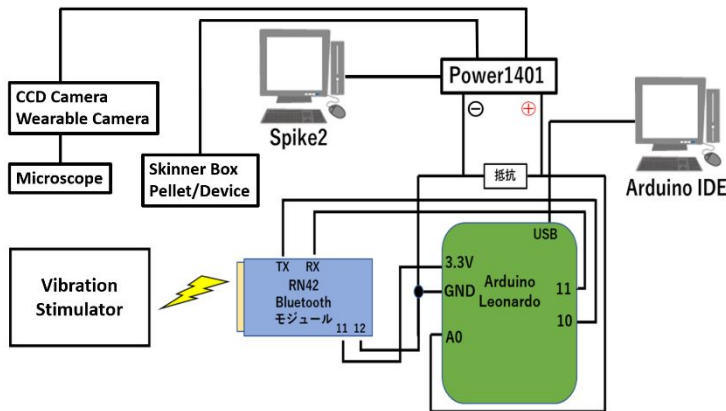 Power1401
⊖ ⊕
CCD Camera
Wearable Camera
Spike2
Microscope
Skinner Box
Pellet/Device
抵抗
Arduino IDE
USB
TX RX
RN42
Bluetooth
モジュール
11 12
3.3V
GND
A0
Arduino
Leonardo
11
10
Vibration
Stimulator